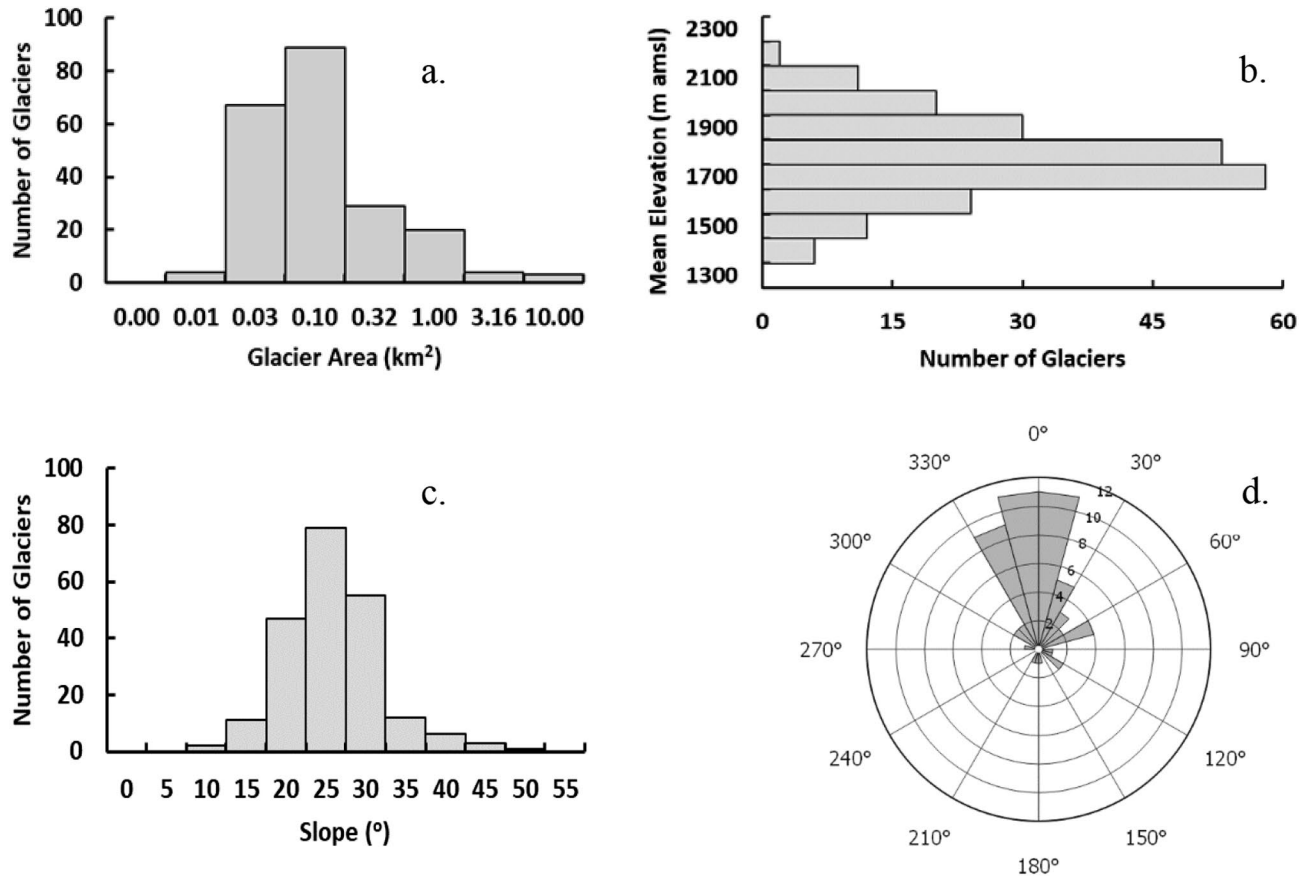 a.
Number of Glaciers
100
80
60
40
20
0
0.00 0.01 0.03 0.10 0.32 1.00 3.16 10.00
Glacier Area (km²)
b.
Mean Elevation (m amsl)
2300
2100
1900
1700
1500
1300
0 15 30 45 60
Number of Glaciers
c.
Number of Glaciers
100
80
60
40
20
0
0 5 10 15 20 25 30 35 40 45 50 55
Slope (º)
d.
0°
30°
60°
90°
120°
150°
180°
210°
240°
270°
300°
330°
12
10
8
6
4
2